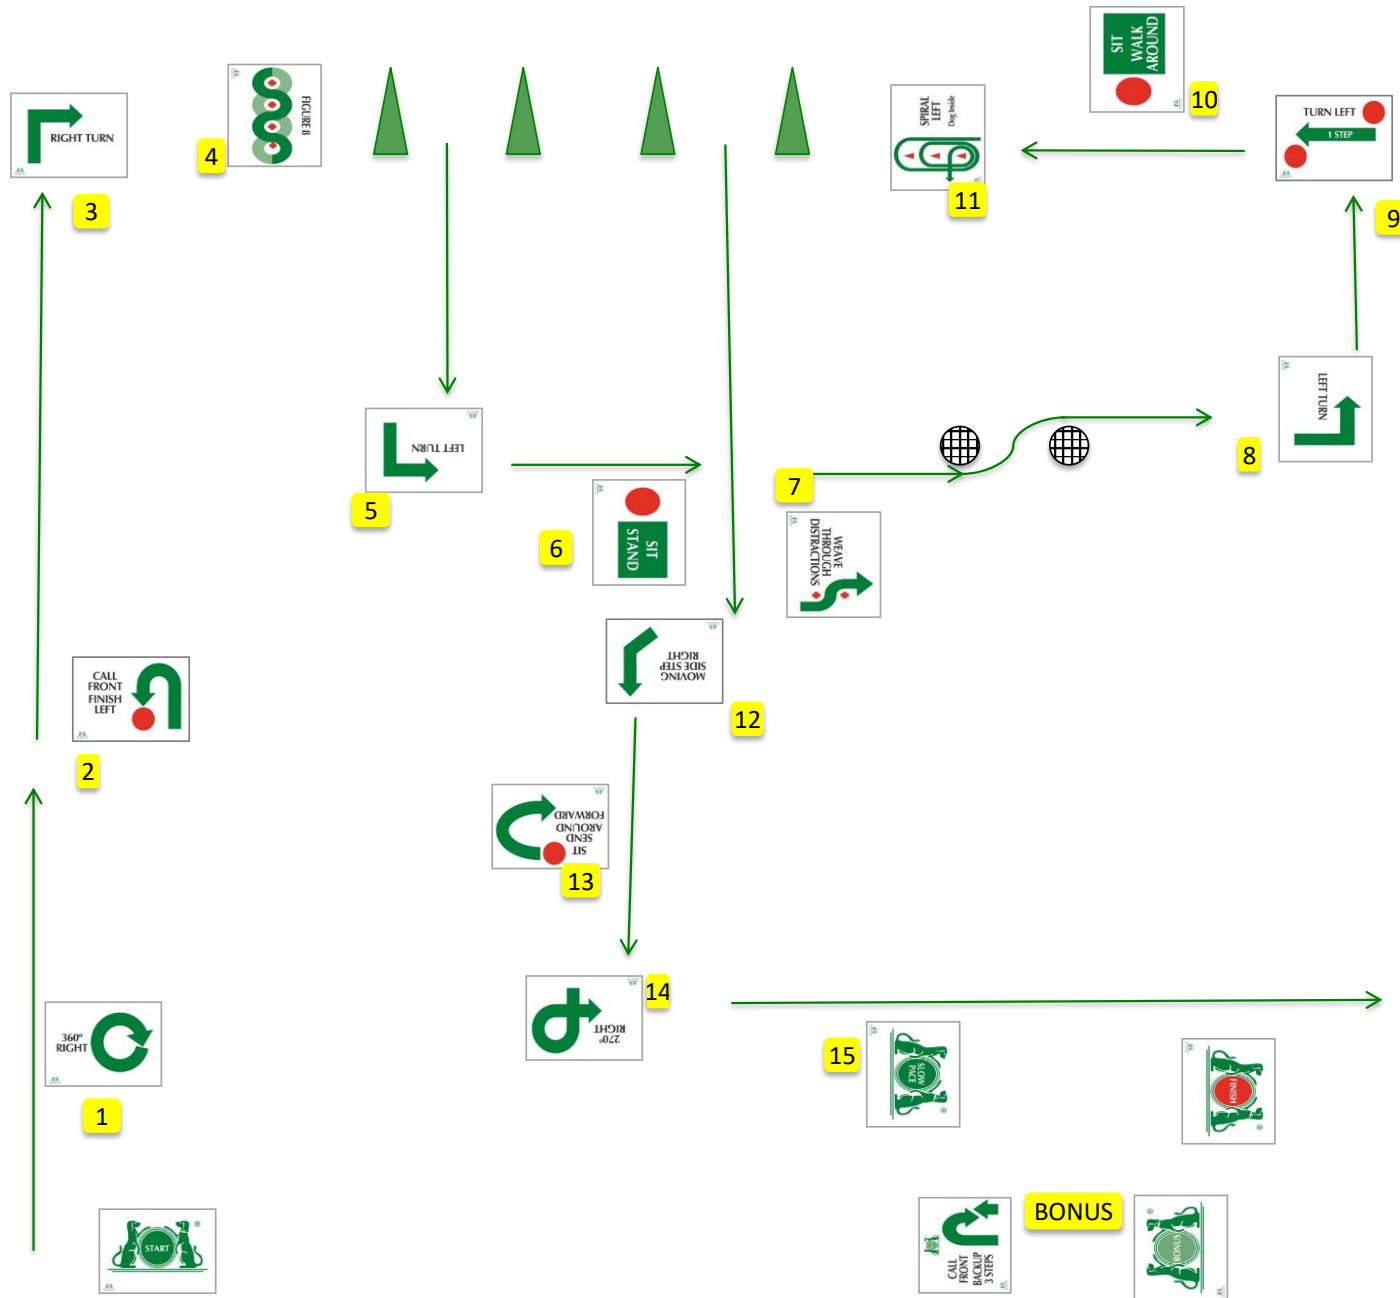 SIT
WALK
AROUND
10
TURN LEFT
1 STEP
9
RIGHT TURN
3
FIGURE 8
4
SPIRAL
LEFT
Dog Inside
11
LEFT TURN
5
SIT
STAND
6
7
WEAVE
THROUGH
DISTRACTIONS
LEFT TURN
8
CALL
FRONT
FINISH
LEFT
2
MOVING
SIDE STEP
RIGHT
12
SIT
SEND
AROUND
FORWARD
13
270°
RIGHT
14
360°
RIGHT
1
15
SLOW
PACE
FINISH
START
®
CALL
FRONT
BACKUP
3 STEPS
BONUS
BONUS
®